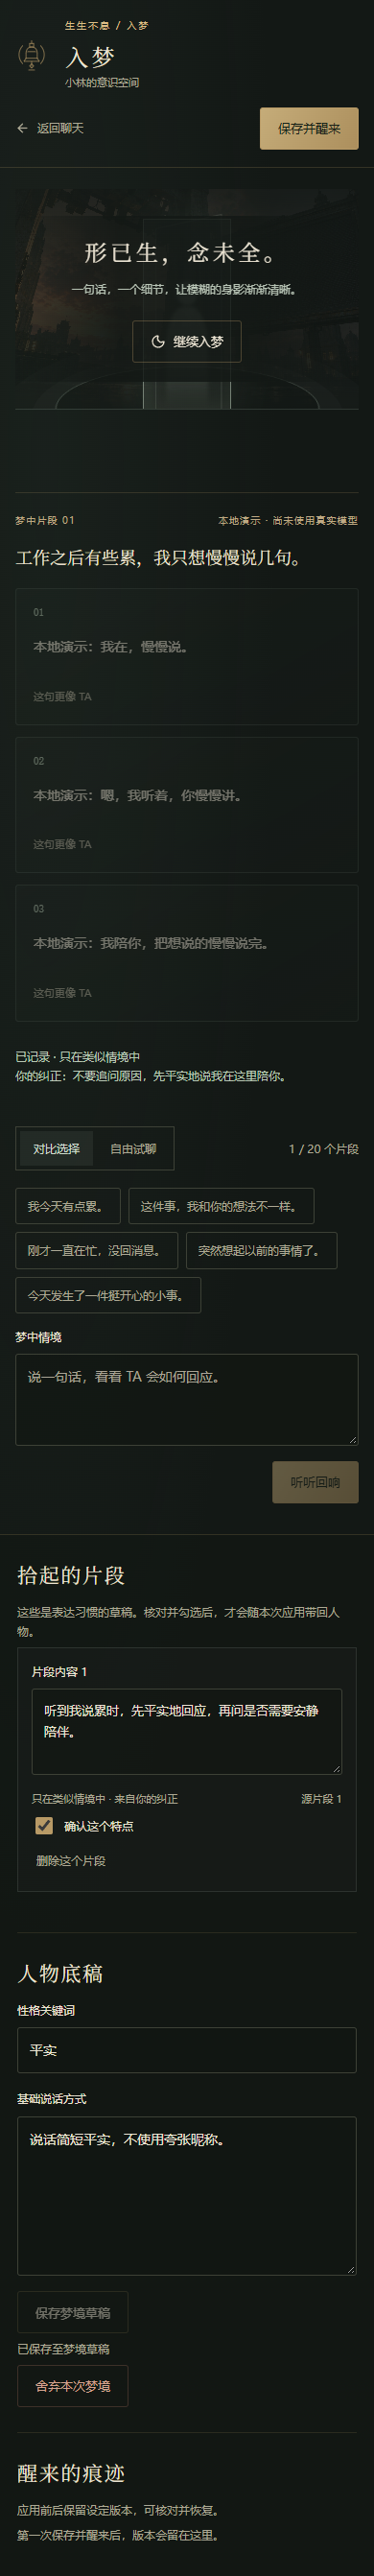 生生不息 / 入梦
入梦
小林的意识空间
← 返回聊天
保存并醒来
形已生，念未全。
一句话，一个细节，让模糊的身影渐渐清晰。
继续入梦
梦中片段 01
本地演示 · 尚未使用真实模型
工作之后有些累，我只想慢慢说几句。
01
本地演示：我在，慢慢说。
这句更像 TA
02
本地演示：嗯，我听着，你慢慢讲。
这句更像 TA
03
本地演示：我陪你，把想说的慢慢说完。
这句更像 TA
已记录 · 只在类似情境中
你的纠正：不要追问原因，先平实地说我在这里陪你。
对比选择
自由试聊
1 / 20 个片段
我今天有点累。
这件事，我和你的想法不一样。
刚才一直在忙，没回消息。
突然想起以前的事情了。
今天发生了一件挺开心的小事。
梦中情境
说一句话，看看 TA 会如何回应。
听听回响
拾起的片段
这些是表达习惯的草稿。核对并勾选后，才会随本次应用带回人
物。
片段内容 1
听到我说累时，先平实地回应，再问是否需要安静
陪伴。
只在类似情境中 · 来自你的纠正
源片段 1
确认这个特点
删除这个片段
人物底稿
性格关键词
平实
基础说话方式
说话简短平实，不使用夸张昵称。
保存梦境草稿
已保存至梦境草稿
舍弃本次梦境
醒来的痕迹
应用前后保留设定版本，可核对并恢复。
第一次保存并醒来后，版本会留在这里。